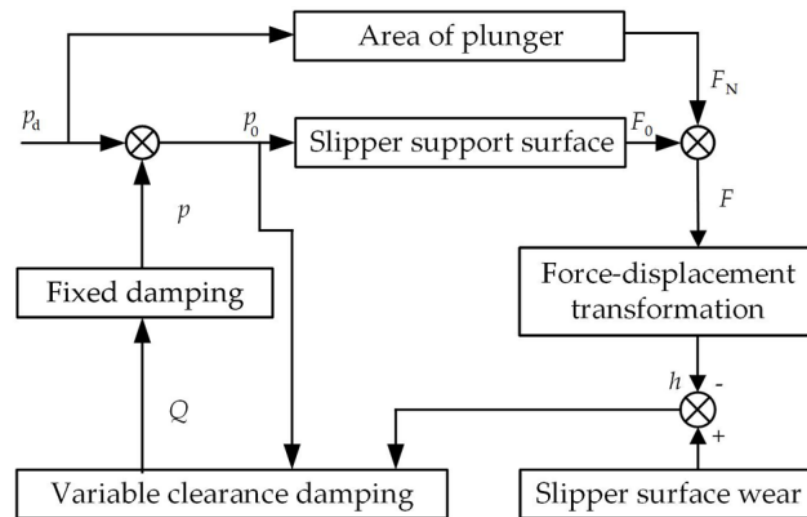 Area of plunger
F_N
p_d
p_0
Slipper support surface
F_0
p
F
Fixed damping
Force-displacement
transformation
h
-
Q
+
Variable clearance damping
Slipper surface wear